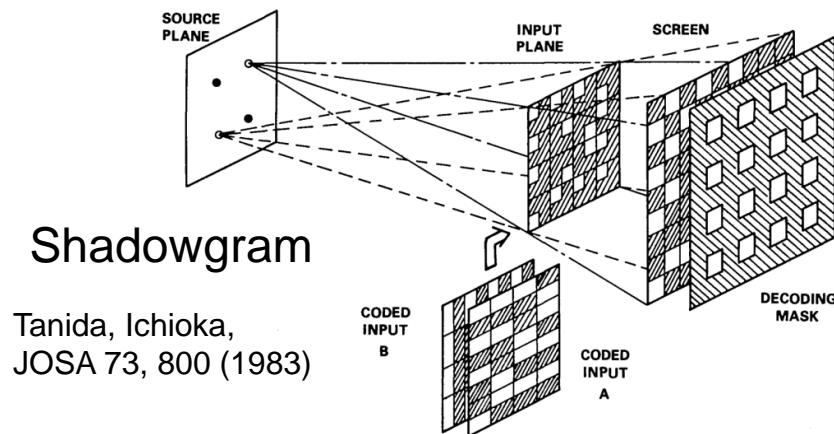 SOURCE
PLANE
INPUT
PLANE
SCREEN
Shadowgram
Tanida, Ichioka,
JOSA 73, 800 (1983)
CODED
INPUT
B
CODED
INPUT
A
DECODING
MASK